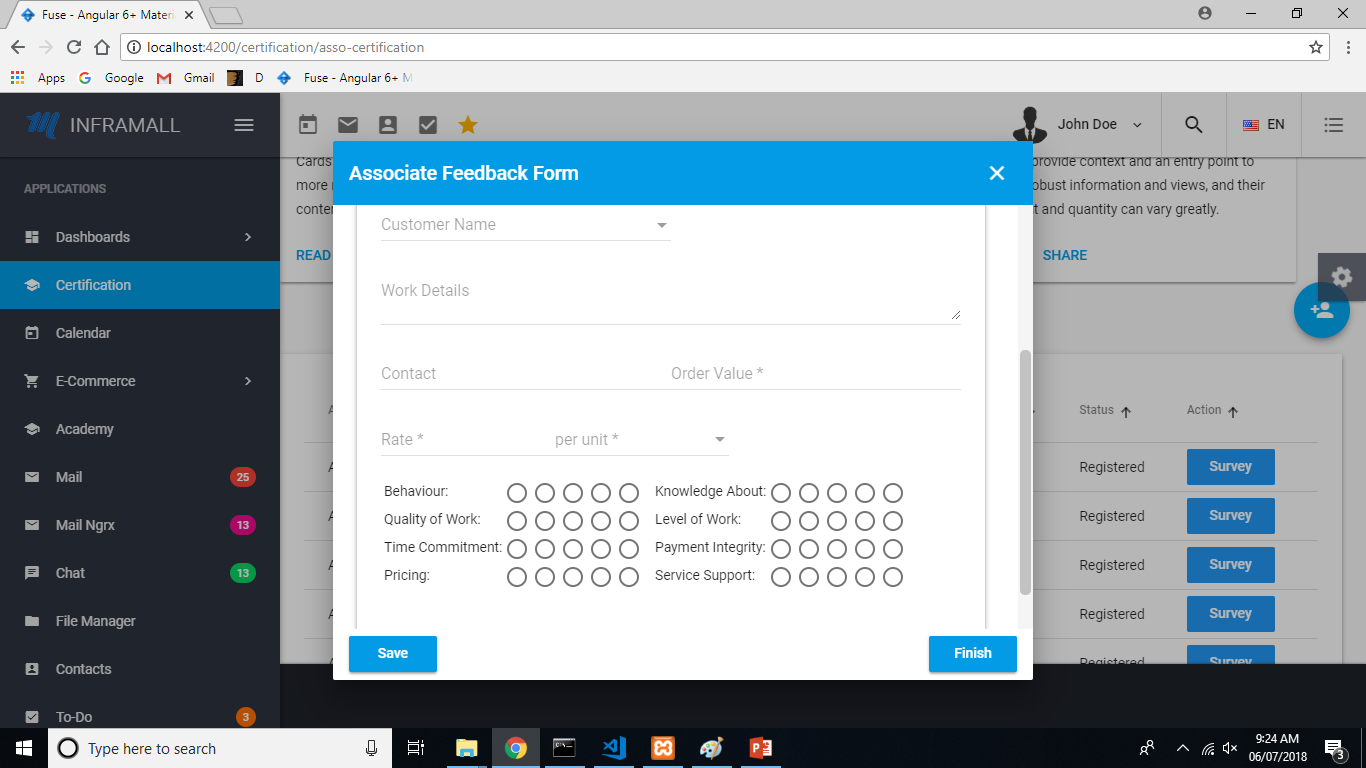 Fuse - Angular 6+ Materi
localhost:4200/certification/asso-certification
Apps Google Gmail D Fuse - Angular 6+ M
INFRAMALL
John Doe
EN
APPLICATIONS
Dashboards
Certification
Calendar
E-Commerce
Academy
Mail 25
Mail Ngrx 13
Chat 13
File Manager
Contacts
To-Do 3
Cards
more
conte
provide context and an entry point to
obust information and views, and their
t and quantity can vary greatly.
READ
SHARE
Associate Feedback Form
Customer Name
Work Details
Contact Order Value *
Rate * per unit *
Behaviour: Knowledge About:
Quality of Work: Level of Work:
Time Commitment: Payment Integrity:
Pricing: Service Support:
Save Finish
Status Action
Registered Survey
Registered Survey
Registered Survey
Registered Survey
Registered Survey
Type here to search
9:24 AM
06/07/2018
3